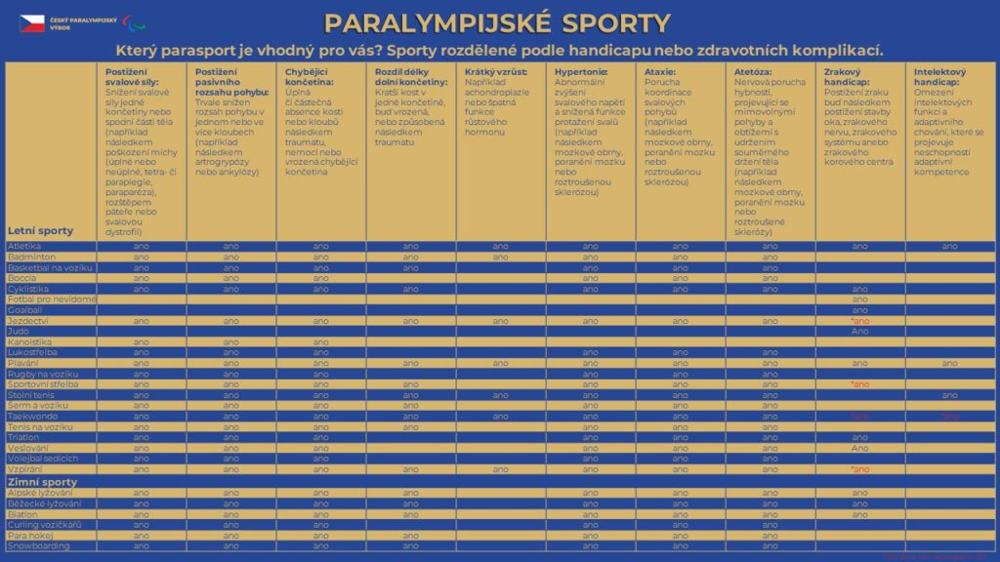 ČESKÝ PARALYMPIJSKÝ
VÝBOR
PARALYMPIJSKÉ SPORTY
Který parasport je vhodný pro vás? Sporty rozdělené podle handicapu nebo zdravotních komplikací.
Postižení
svalové síly:
Snížení svalové
síly jedné
končetiny nebo
spodní části těla
(například
následkem
poškození míchy
(úplné nebo
neúplné, tetra- či
paraplegie,
paraparéza),
rozštěpem
páteře nebo
svalovou
dystrofií)
Postižení
pasivního
rozsahu pohybu:
Trvale snížen
rozsah pohybu v
jednom nebo ve
více kloubech
(například
následkem
artrogrypózy
nebo ankylózy)
Chybějící
končetina:
Úplná
či částečná
absence kostí
nebo kloubů
následkem
traumatu,
nemoci nebo
vrozená chybějící
končetina
Rozdíl délky
dolní končetiny:
Kratší kost v
jedné končetině,
buď vrozená,
nebo způsobená
následkem
traumatu
Krátký vzrůst:
Například
achondroplazie
nebo špatná
funkce
růstového
hormonu
Hypertonie:
Abnormální
zvýšení
svalového napětí
a snížená funkce
protažení svalů
(například
následkem
mozkové obrny,
poranění mozku
nebo
roztroušenou
sklerózou)
Ataxie:
Porucha
koordinace
svalových
pohybů
(například
následkem
mozkové obrny,
poranění mozku
nebo
roztroušenou
sklerózou)
Atetóza:
Nervová porucha
hybnosti,
projevující se
mimovolnými
pohyby a
obtížemi s
udržením
souměrného
držení těla
(například
následkem
mozkové obrny,
poranění mozku
nebo
roztroušené
sklerózy)
Zrakový
handicap:
Postižení zraku
buď následkem
postižení stavby
oka, zrakového
nervu, zrakového
systému anebo
zrakového
korového centra
Intelektový
handicap:
Omezení
intelektových
funkcí a
adaptivního
chování, které se
projevuje
neschopností
adaptivní
kompetence
Letní sporty
Atletika ano ano ano ano ano ano ano ano ano ano
Badminton ano ano ano ano ano ano ano ano
Basketbal na vozíku ano ano ano ano ano ano ano
Boccia ano ano ano ano ano ano
Cyklistika ano ano ano ano ano ano ano ano
Fotbal pro nevidomé ano
Goalball ano
Jezdectví ano ano ano ano ano ano ano ano *ano
Judo Ano
Kanoistika ano ano ano
Lukostřelba ano ano ano ano ano ano
Plavání ano ano ano ano ano ano ano ano ano ano
Rugby na vozíku ano ano ano ano ano ano
Sportovní střelba ano ano ano ano ano ano ano *ano
Stolní tenis ano ano ano ano ano ano ano ano ano
Šerm a vozíku ano ano ano ano ano ano ano
Taekwondo ano ano ano ano ano ano ano ano *ano *ano
Tenis na vozíku ano ano ano ano ano ano ano
Triatlon ano ano ano ano ano ano ano
Veslování ano ano ano ano ano ano Ano
Volejbal sedících ano ano ano ano ano ano
Vzpírání ano ano ano ano ano ano ano ano *ano
Zimní sporty
Alpské lyžování ano ano ano ano ano ano ano
Běžecké lyžování ano ano ano ano ano ano ano
Biatlon ano ano ano ano ano ano ano
Curling vozíčkářů ano ano ano ano ano ano
Para hokej ano ano ano ano ano ano ano
Snowboarding ano ano ano ano ano ano ano